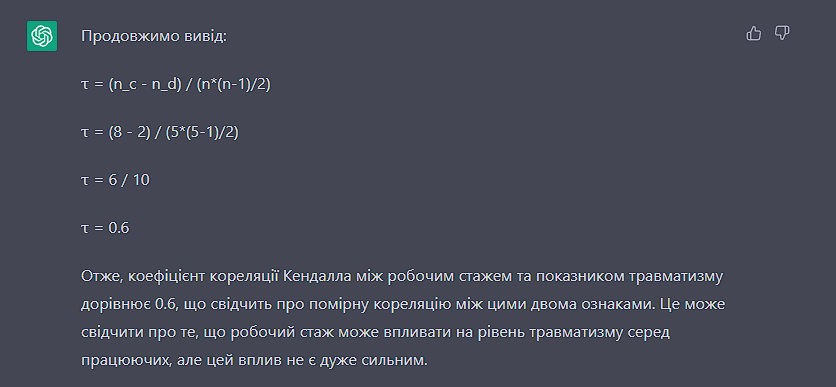 Продовжимо вивід:
τ = (n_c - n_d) / (n*(n-1)/2)
τ = (8 - 2) / (5*(5-1)/2)
τ = 6 / 10
τ = 0.6
Отже, коефіцієнт кореляції Кендалла між робочим стажем та показником травматизму
дорівнює 0.6, що свідчить про помірну кореляцію між цими двома ознаками. Це може
свідчити про те, що робочий стаж може впливати на рівень травматизму серед
працюючих, але цей вплив не є дуже сильним.